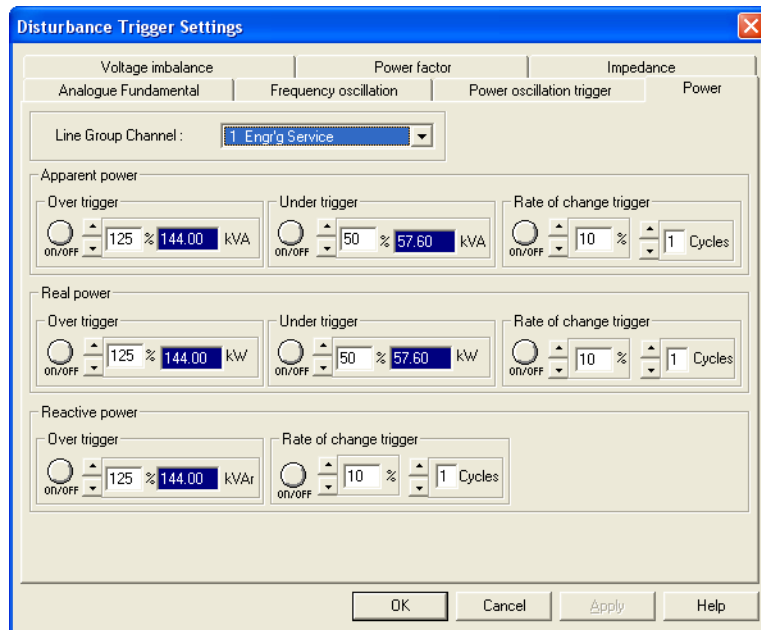 Disturbance Trigger Settings
Voltage imbalance Power factor Impedance
Analogue Fundamental Frequency oscillation Power oscillation trigger Power
Line Group Channel : 1 Engr'g Service
Apparent power
Over trigger Under trigger Rate of change trigger
on/off 125 % 144.00 kVA on/off 50 % 57.60 kVA on/off 10 % 1 Cycles
Real power
Over trigger Under trigger Rate of change trigger
on/off 125 % 144.00 kW on/off 50 % 57.60 kW on/off 10 % 1 Cycles
Reactive power
Over trigger Rate of change trigger
on/off 125 % 144.00 kVAr on/off 10 % 1 Cycles
OK Cancel Apply Help